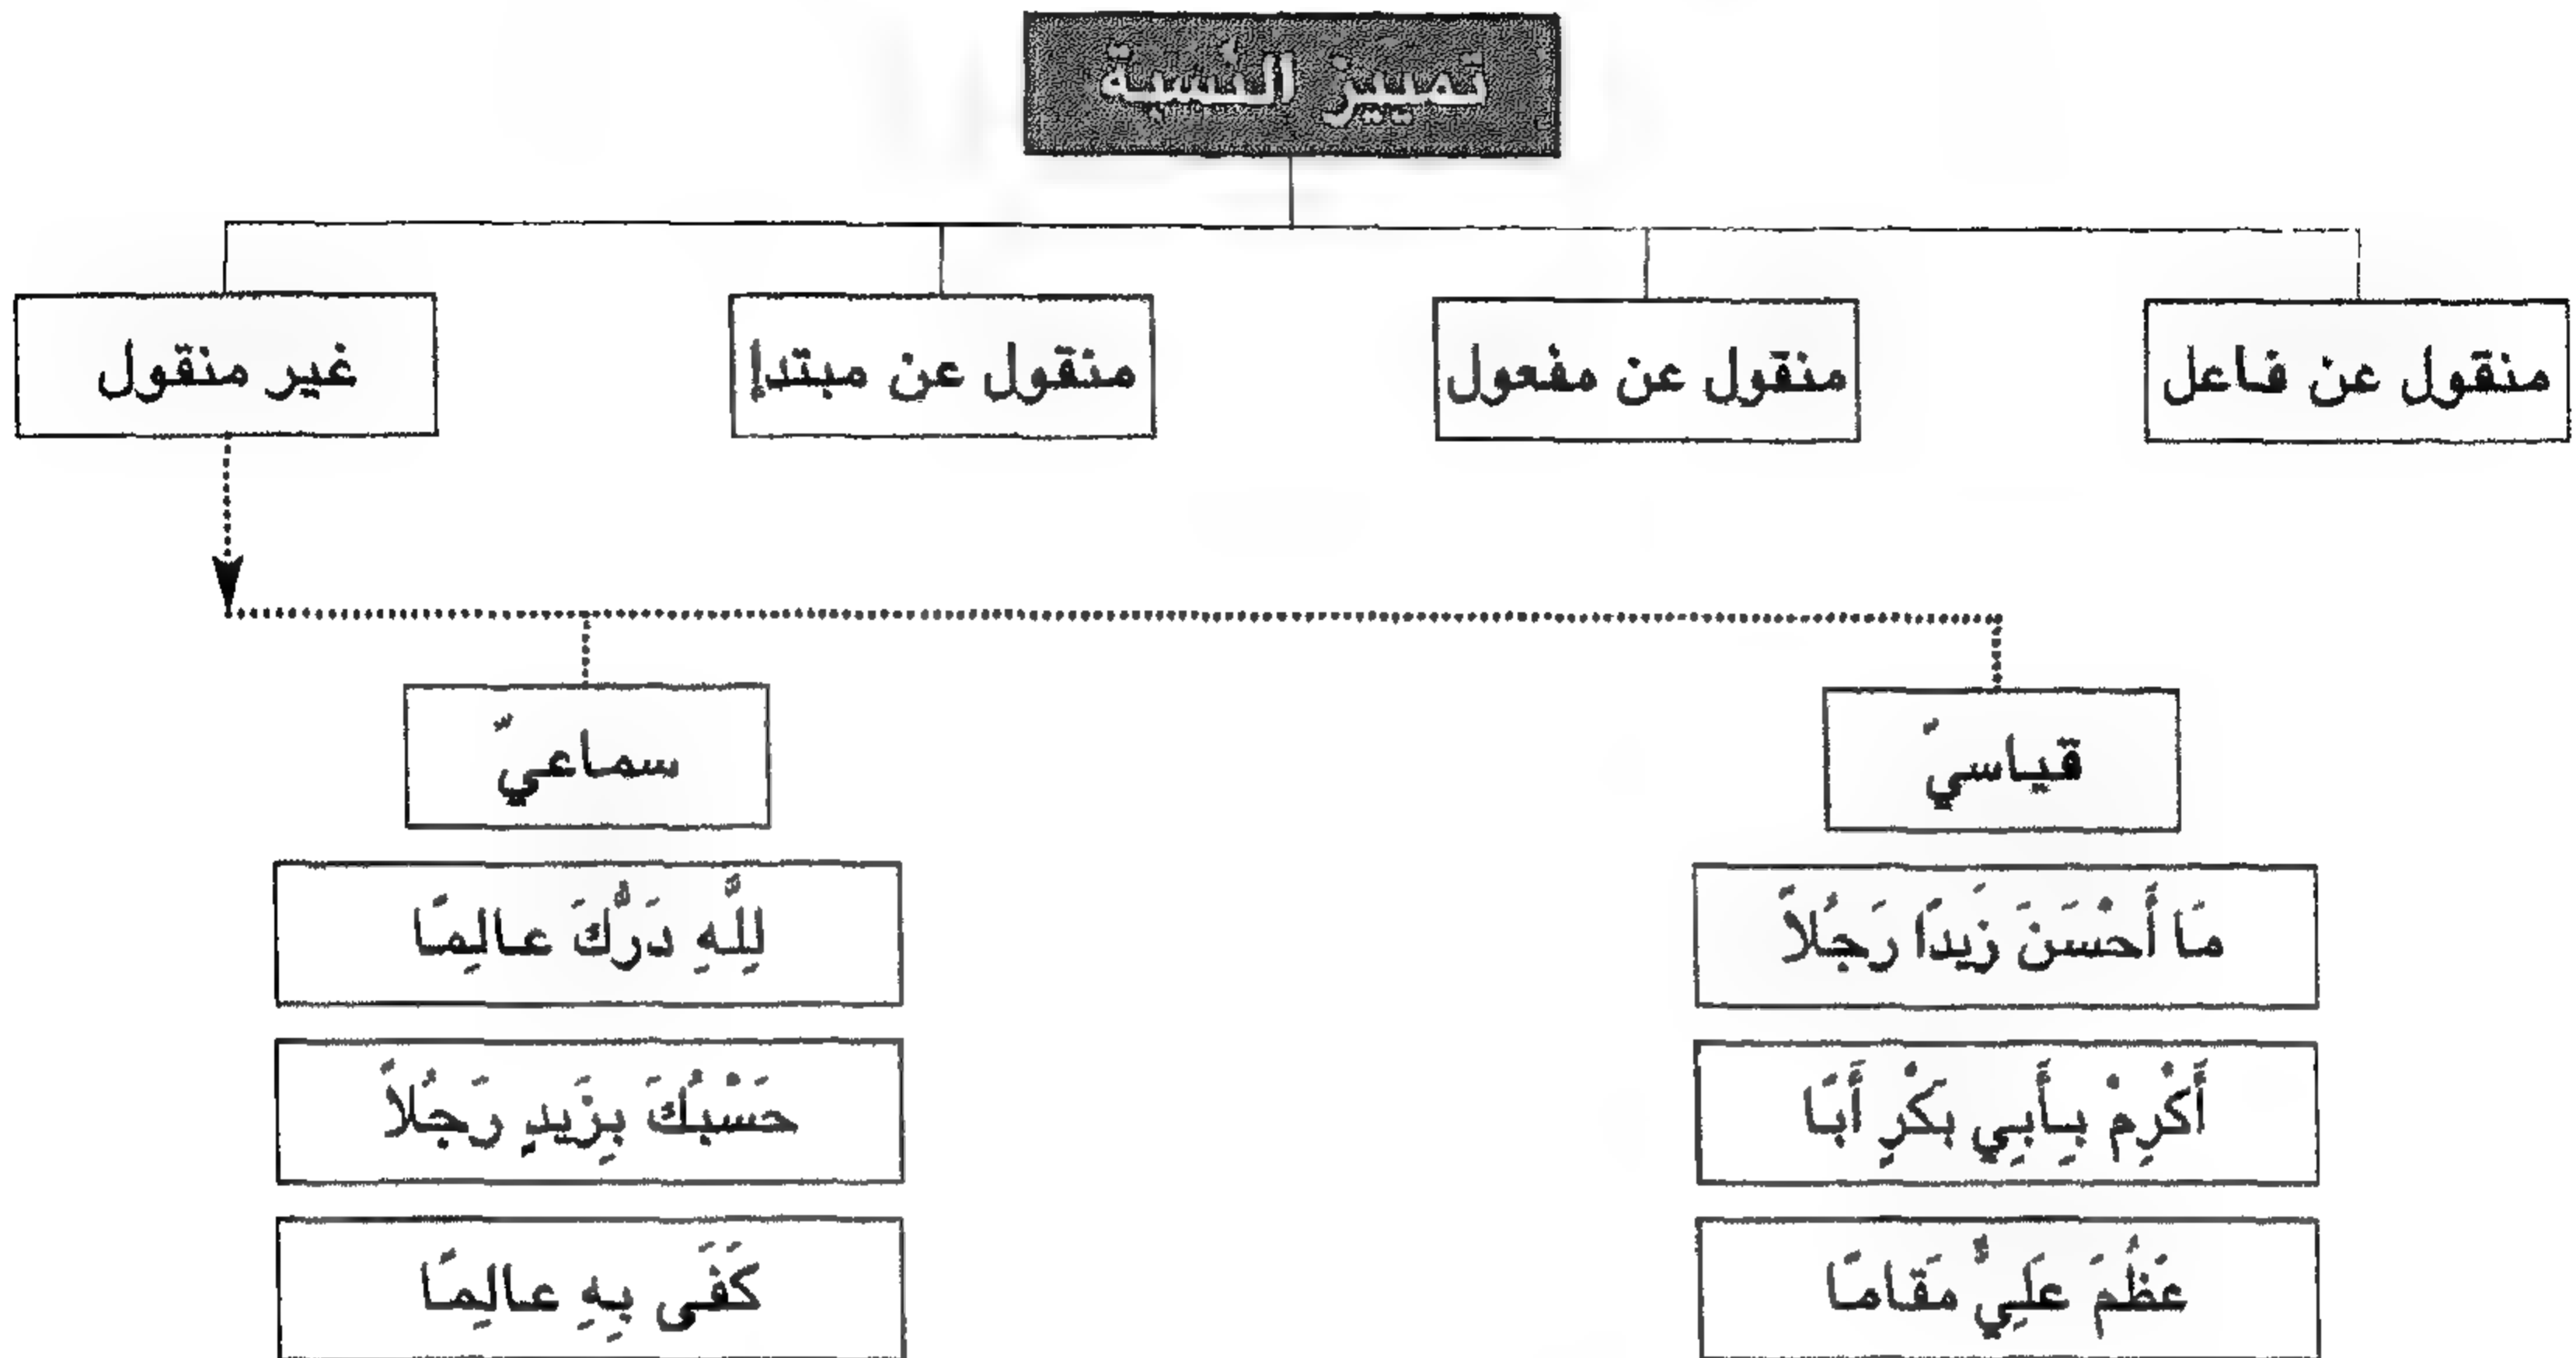 تمييز النسبة
منقول عن فاعل
منقول عن مفعول
منقول عن مبتدإ
غير منقول
قياسيّ
سماعيّ
مَا أَحْسَنَ زَيدًا رَجُلاً
لِلَّهِ دَرُّكَ عالِمًا
أَكْرِمْ بِأَبِي بَكْرٍ أَبًا
حَسْبُكَ بِزَيدٍ رَجُلاً
عَظُمَ عَلِيٌّ مَقامًا
كَفَى بِهِ عالِمًا